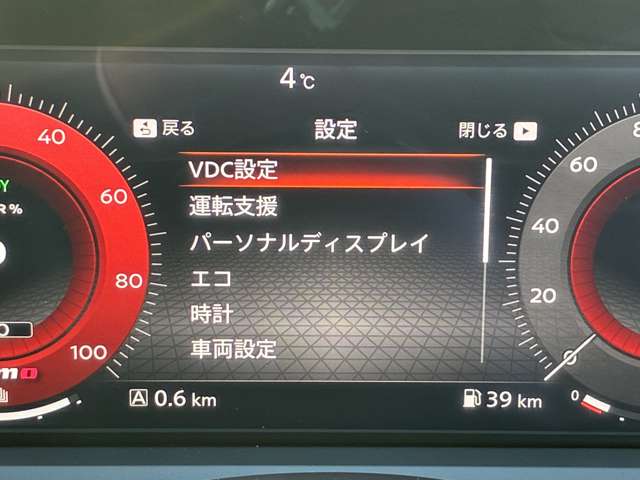 4℃
戻る 設定 閉じる
VDC設定
運転支援
パーソナルディスプレイ
エコ
時計
車両設定
A 0.6 km 39 km
40
60
80
100
R %
60
40
20
0
0